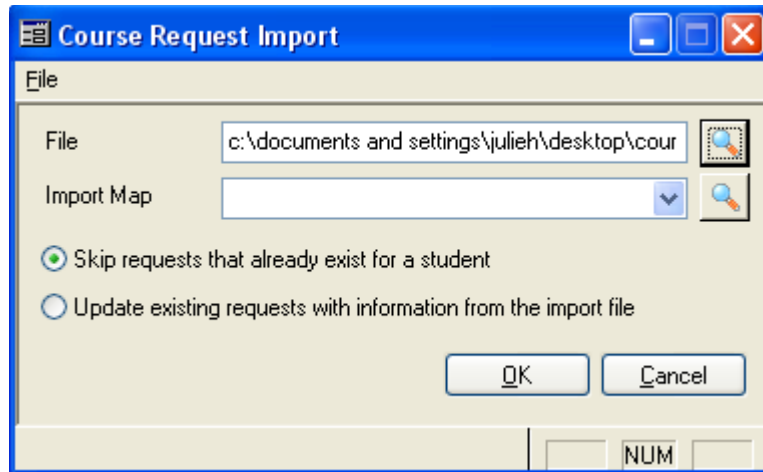 Course Request Import
File
File c:\documents and settings\julieh\desktop\cour
Import Map
Skip requests that already exist for a student
Update existing requests with information from the import file
OK Cancel
NUM